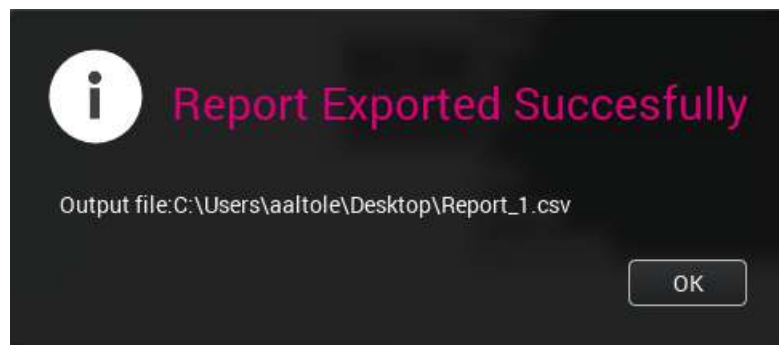 Report Exported Succesfully
Output file:C:\Users\aaltole\Desktop\Report_1.csv
OK